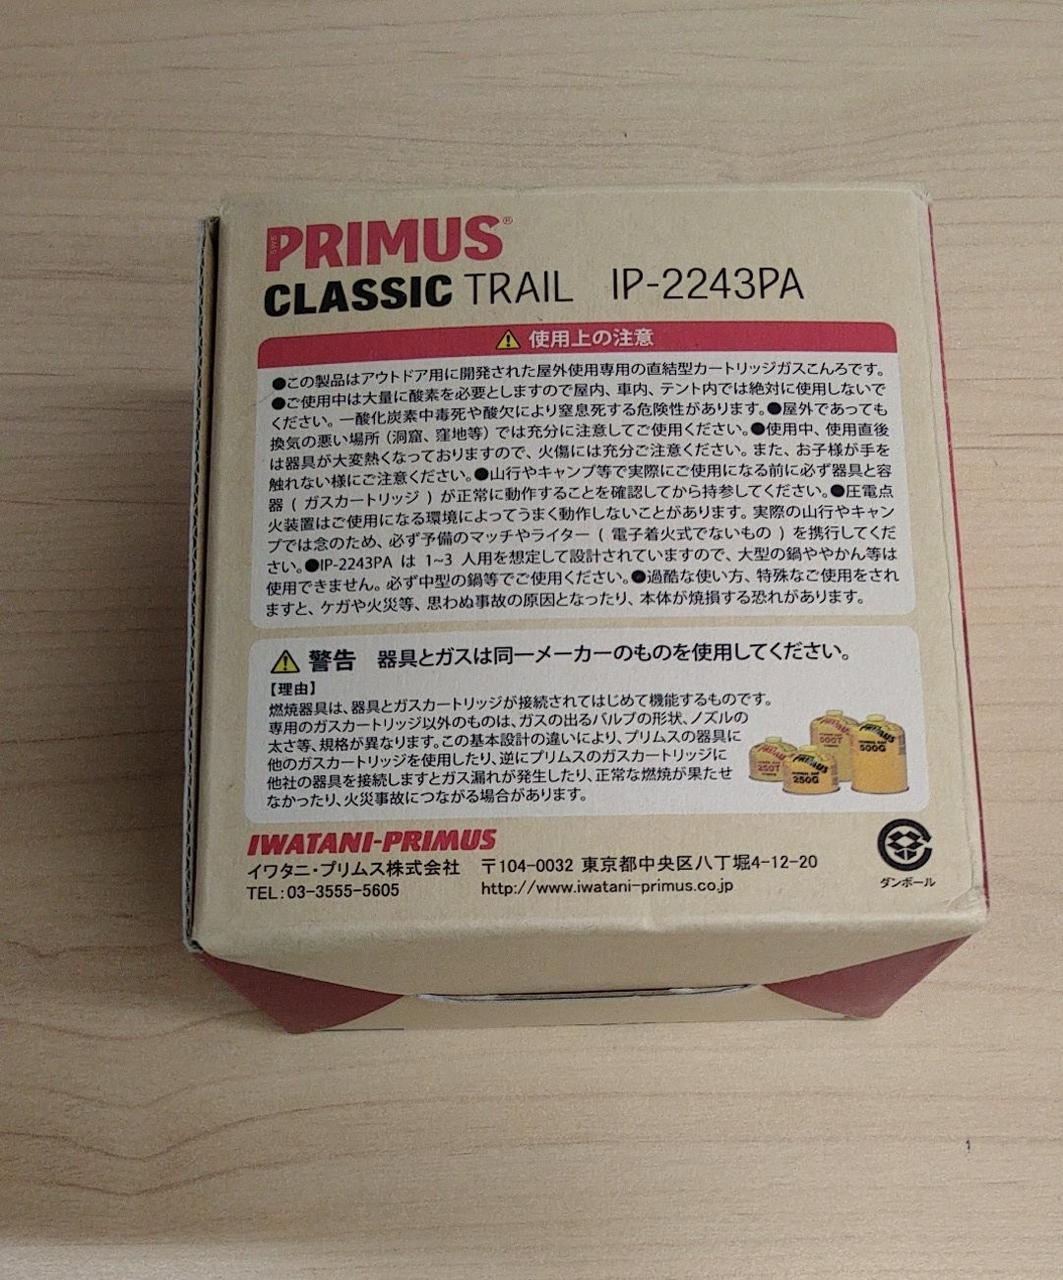 PRIMUS®
CLASSIC TRAIL IP-2243PA
使用上の注意
●この製品はアウトドア用に開発された屋外使用専用の直結型カートリッジガスこんろです。
●ご使用中は大量に酸素を必要としますので屋内、車内、テント内では絶対に使用しないで
ください。一酸化炭素中毒死や酸欠により窒息死する危険性があります。●屋外であっても
換気の悪い場所（洞窟、窪地等）では充分に注意してご使用ください。●使用中、使用直後
は器具が大変熱くなっておりますので、火傷には充分ご注意ください。また、お子様が手を
触れない様にご注意ください。●山行やキャンプ等で実際にご使用になる前に必ず器具と容
器 ( ガスカートリッジ ) が正常に動作することを確認してから持参してください。●圧電点
火装置はご使用になる環境によってうまく動作しないことがあります。実際の山行やキャン
プでは念のため、必ず予備のマッチやライター ( 電子着火式でないもの ) を携行してくだ
さい。●IP-2243PA は 1~3 人用を想定して設計されていますので、大型の鍋ややかん等は
使用できません。必ず中型の鍋等でご使用ください。●過酷な使い方、特殊なご使用をされ
ますと、ケガや火災等、思わぬ事故の原因となったり、本体が焼損する恐れがあります。
警告 器具とガスは同一メーカーのものを使用してください。
【理由】
燃焼器具は、器具とガスカートリッジが接続されてはじめて機能するものです。
専用のガスカートリッジ以外のものは、ガスの出るバルブの形状、ノズルの
太さ等、規格が異なります。この基本設計の違いにより、プリムスの器具に
他のガスカートリッジを使用したり、逆にプリムスのガスカートリッジに
他社の器具を接続しますとガス漏れが発生したり、正常な燃焼が果たせ
なかったり、火災事故につながる場合があります。
500T
500G
250T
PRIMUS
250G
IWATANI-PRIMUS
イワタニ・プリムス株式会社 〒104-0032 東京都中央区八丁堀4-12-20
TEL:03-3555-5605 http://www.iwatani-primus.co.jp
ダンボール